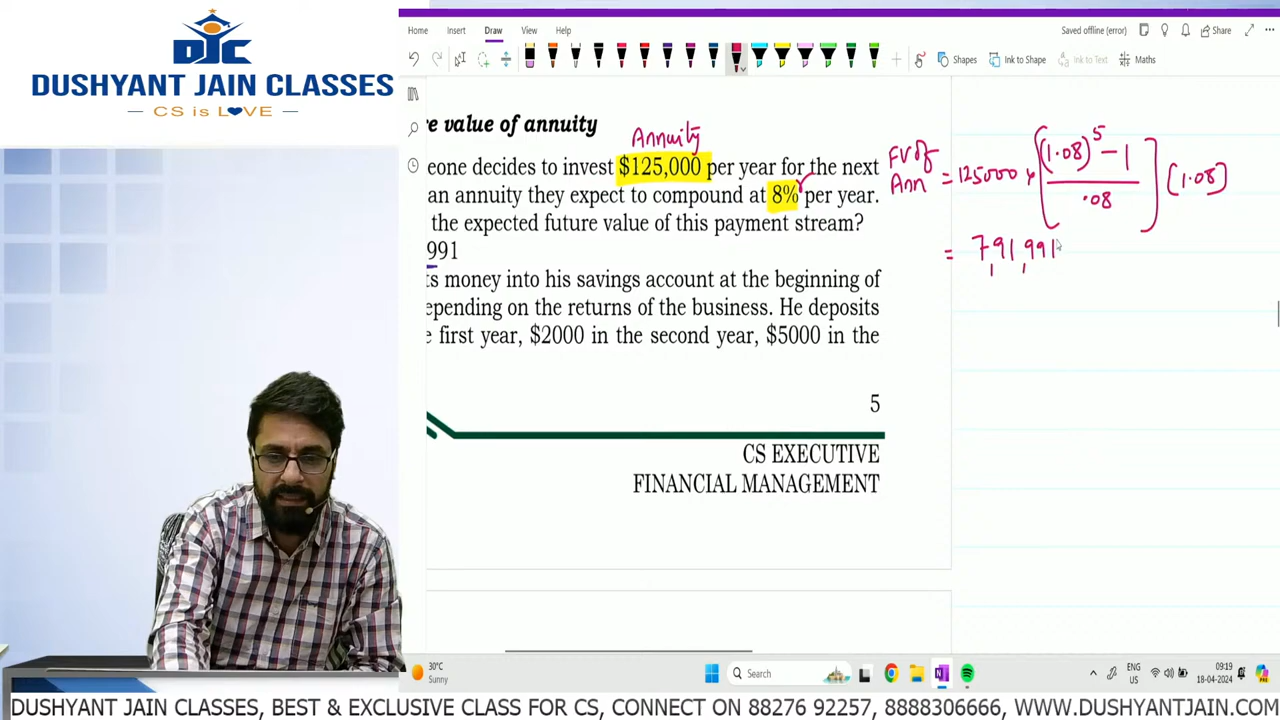 DJC
DUSHYANT JAIN CLASSES
CS is LOVE
Home Insert Draw View Help
Saved offline (error) Share
Shapes Ink to Shape Ink to Text Maths
re value of annuity
Annuity
eone decides to invest $125,000 per year for the next
an annuity they expect to compound at 8% per year.
the expected future value of this payment stream?
991
ts money into his savings account at the beginning of
epending on the returns of the business. He deposits
e first year, $2000 in the second year, $5000 in the
5
CS EXECUTIVE
FINANCIAL MANAGEMENT
FV of
Ann = 125000 × [(1.08)^5 - 1 / .08] (1.08)
= 791,991
30°C
Sunny
Search
ENG
US
09:19
18-04-2024
DUSHYANT JAIN CLASSES, BEST & EXCLUSIVE CLASS FOR CS, CONNECT ON 88276 92257, 8888306666, WWW.DUSHYANTJAIN.COM